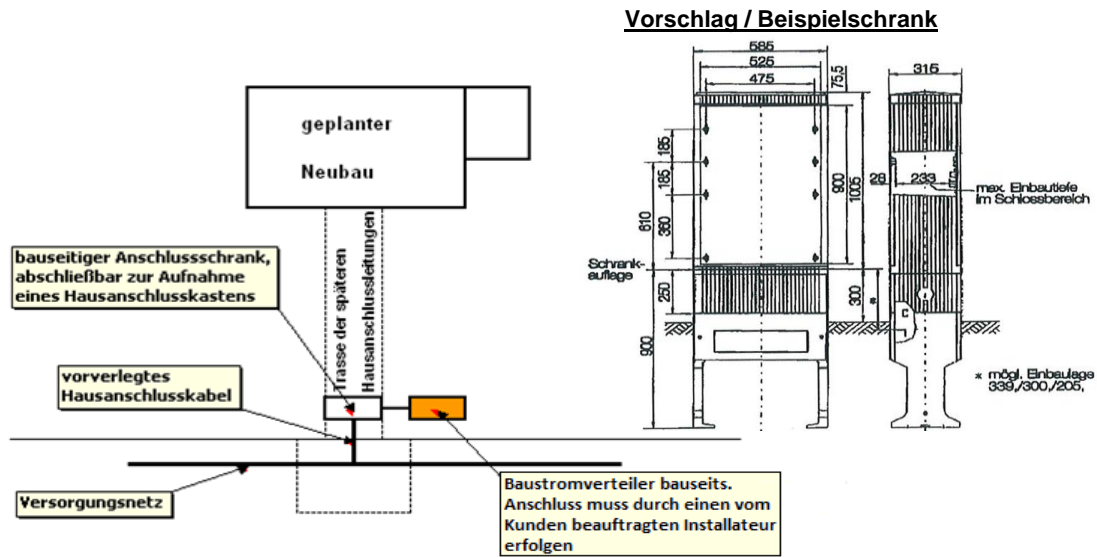 Vorschlag / Beispielschrank
geplanter
Neubau
Trasse der späteren
Hausanschlussleitungen
bauseitiger Anschlussschrank,
abschließbar zur Aufnahme
eines Hausanschlusskastens
vorverlegtes
Hausanschlusskabel
Versorgungsnetz
Baustromverteiler bauseits.
Anschluss muss durch einen vom
Kunden beauftragten Installateur
erfolgen
585
525
475
75,5
315
185
185
360
610
900
1005
28
233
max. Einbautiefe
im Schlossbereich
Schrank-
auflage
250
300
*
900
C
* mögl. Einbaulage
339,/300,/205,